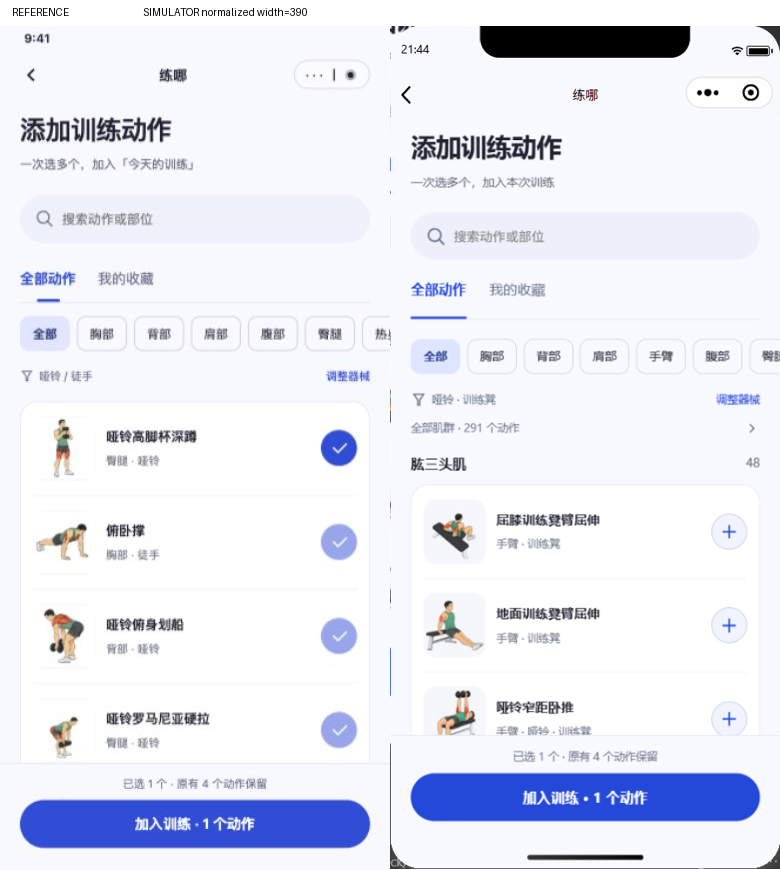 REFERENCE
SIMULATOR normalized width=390
9:41
练哪
添加训练动作
一次选多个，加入「今天的训练」
搜索动作或部位
全部动作 我的收藏
全部 胸部 背部 肩部 腹部 臀腿
哑铃 / 徒手 调整器械
哑铃高脚杯深蹲
臀腿 · 哑铃
俯卧撑
胸部 · 徒手
哑铃俯身划船
背部 · 哑铃
哑铃罗马尼亚硬拉
臀腿 · 哑铃
已选 1 个 · 原有 4 个动作保留
加入训练 · 1 个动作
21:44
练哪
添加训练动作
一次选多个，加入本次训练
搜索动作或部位
全部动作 我的收藏
全部 胸部 背部 肩部 手臂 腹部
哑铃 · 训练凳 调整器械
全部肌群 · 291 个动作
肱三头肌 48
屈膝训练凳臂屈伸
手臂 · 训练凳
地面训练凳臂屈伸
手臂 · 训练凳
哑铃窄距卧推
手臂 · 哑铃 · 训练凳
已选 1 个 · 原有 4 个动作保留
加入训练 • 1 个动作